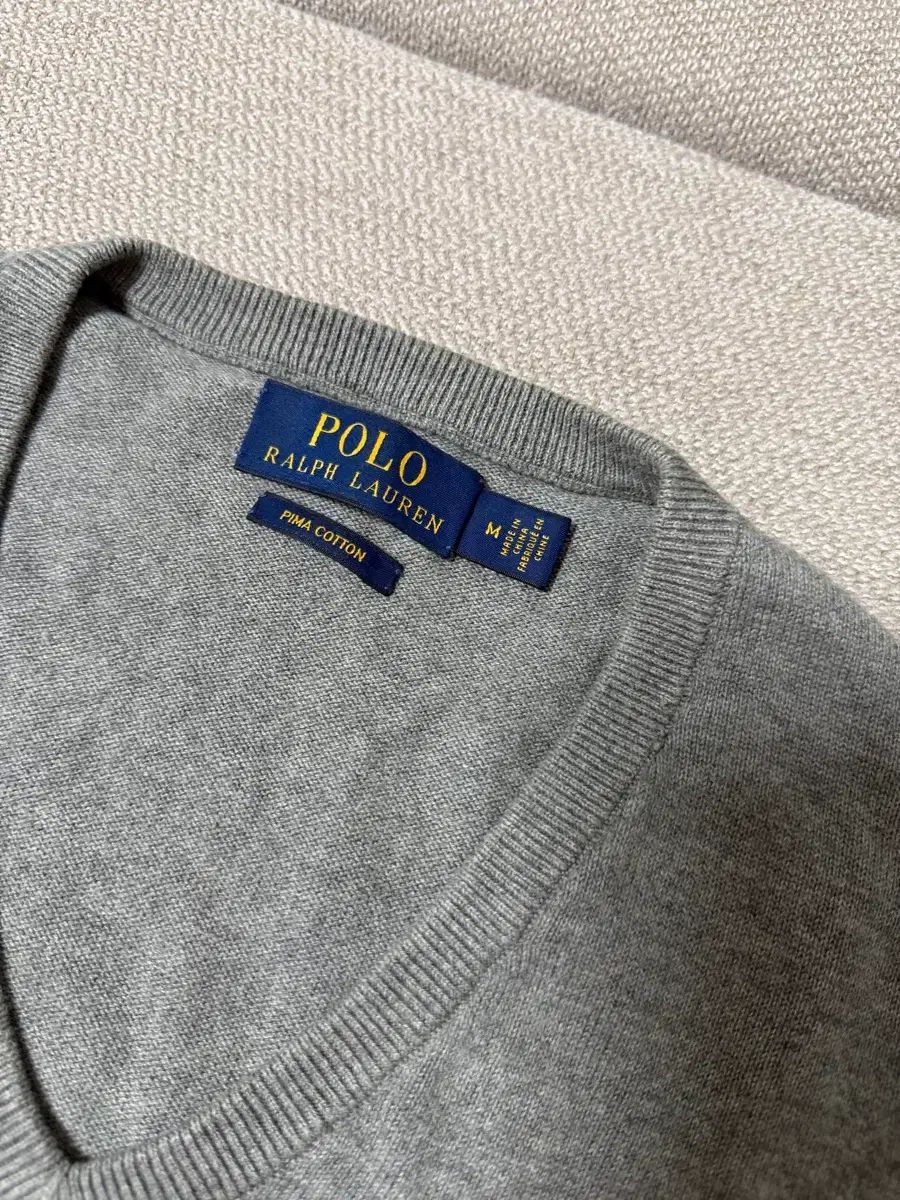 POLO
RALPH LAUREN
PIMA COTTON
M
MADE IN
CHINA
FABRIQUÉ EN
CHINE